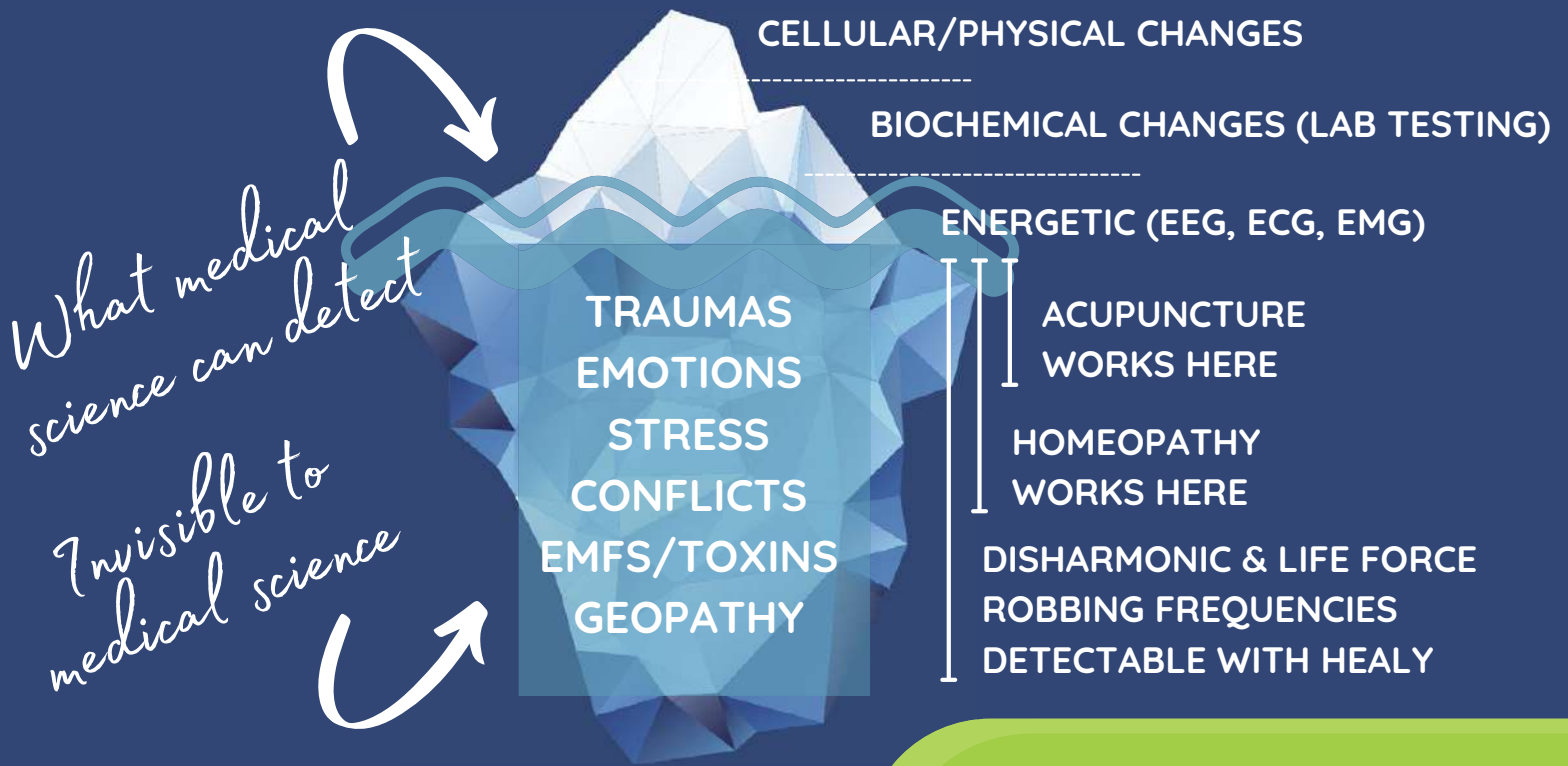 What medical
science can detect
Invisible to
medical science
CELLULAR/PHYSICAL CHANGES
BIOCHEMICAL CHANGES (LAB TESTING)
ENERGETIC (EEG, ECG, EMG)
TRAUMAS
EMOTIONS
STRESS
CONFLICTS
EMFS/TOXINS
GEOPATHY
ACUPUNCTURE
WORKS HERE
HOMEOPATHY
WORKS HERE
DISHARMONIC & LIFE FORCE
ROBBING FREQUENCIES
DETECTABLE WITH HEALY